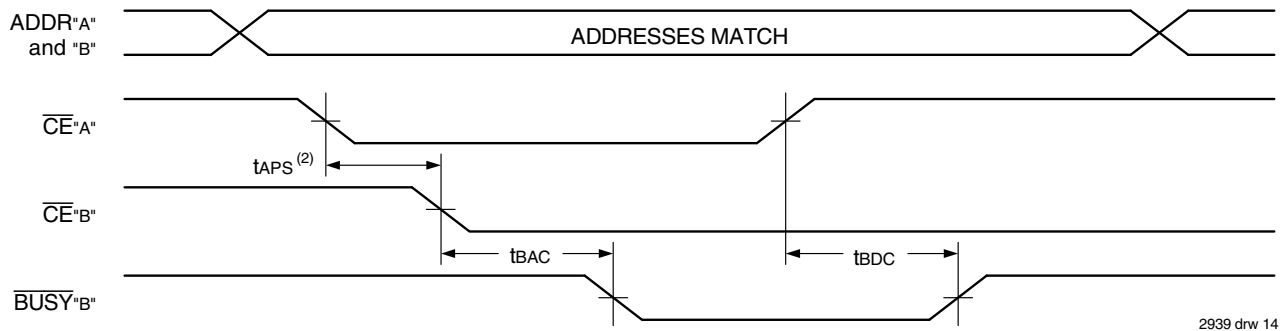 ADDR"A"
and "B"
ADDRESSES MATCH
CE"A"
tAPS (2)
CE"B"
tBAC
tBDC
BUSY"B"
2939 drw 14